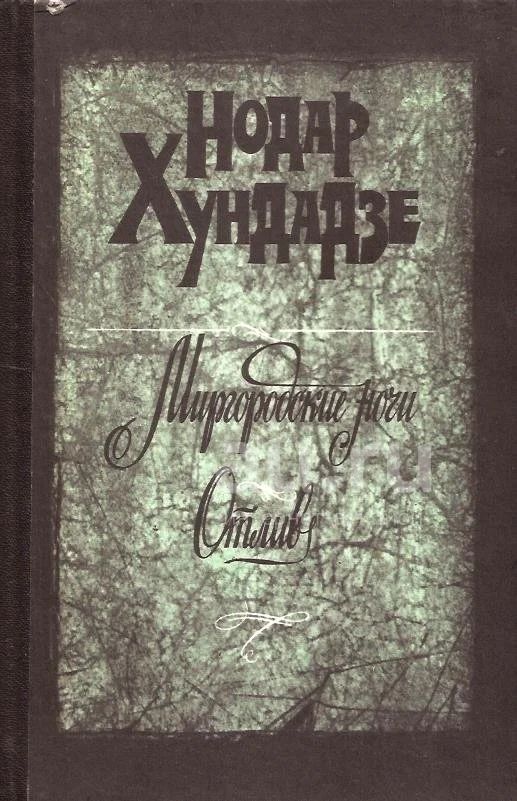 Нодар
Хундадзе
Миргородские ночи
Отлив